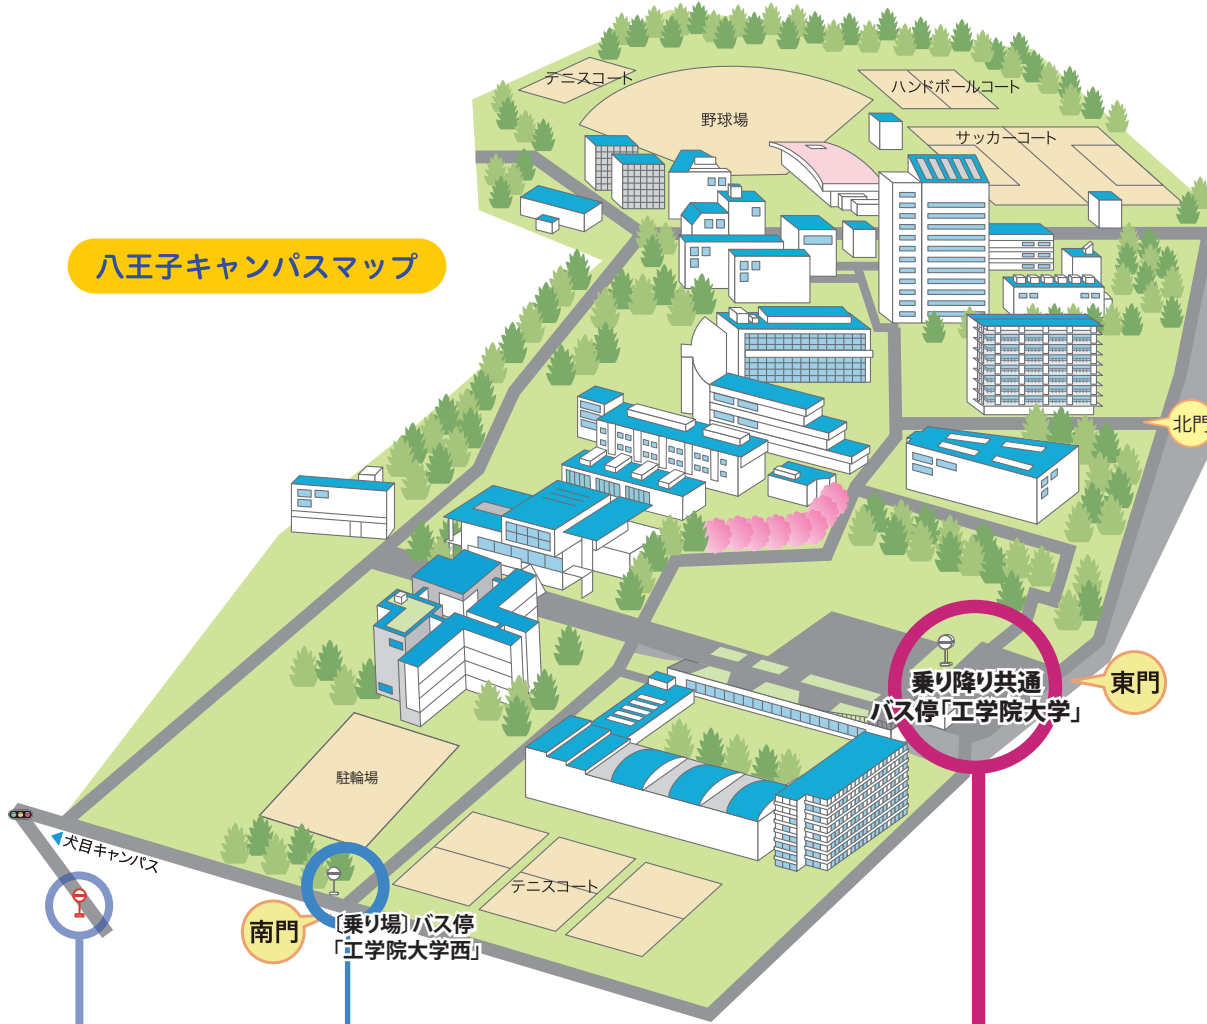 テニスコート
ハンドボールコート
野球場
サッカーコート
八王子キャンパスマップ
北門
乗り降り共通
バス停「工学院大学」
東門
駐輪場
犬目キャンパス
テニスコート
南門
〔乗り場〕バス停
「工学院大学西」